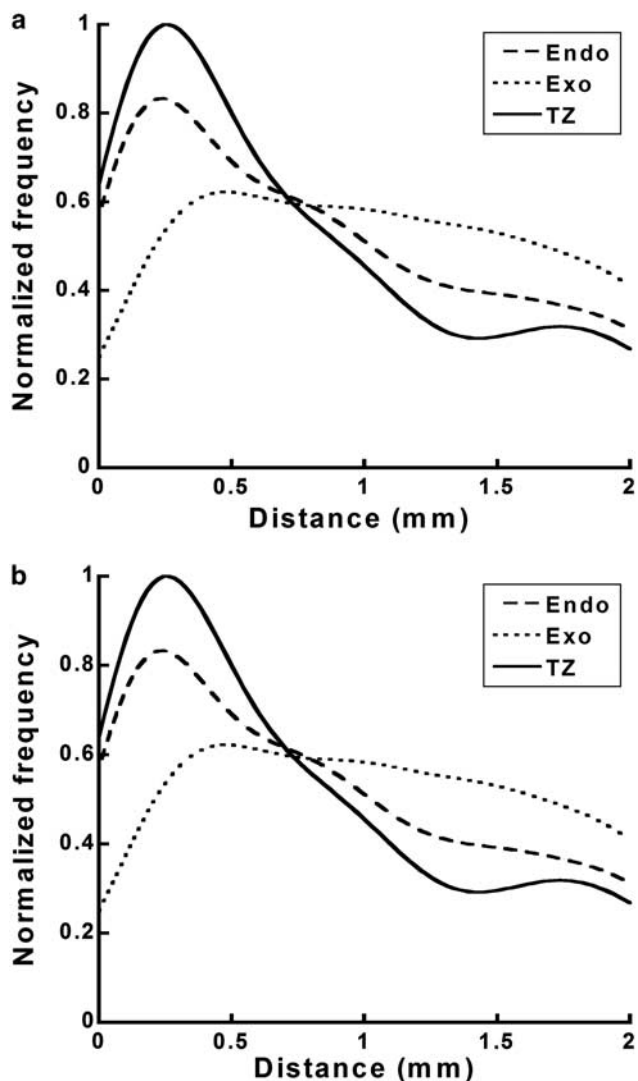 a
Normalized frequency
1
0.8
0.6
0.4
0.2
0
Endo
Exo
TZ
0 0.5 1 1.5 2
Distance (mm)
b
Normalized frequency
1
0.8
0.6
0.4
0.2
0
Endo
Exo
TZ
0 0.5 1 1.5 2
Distance (mm)